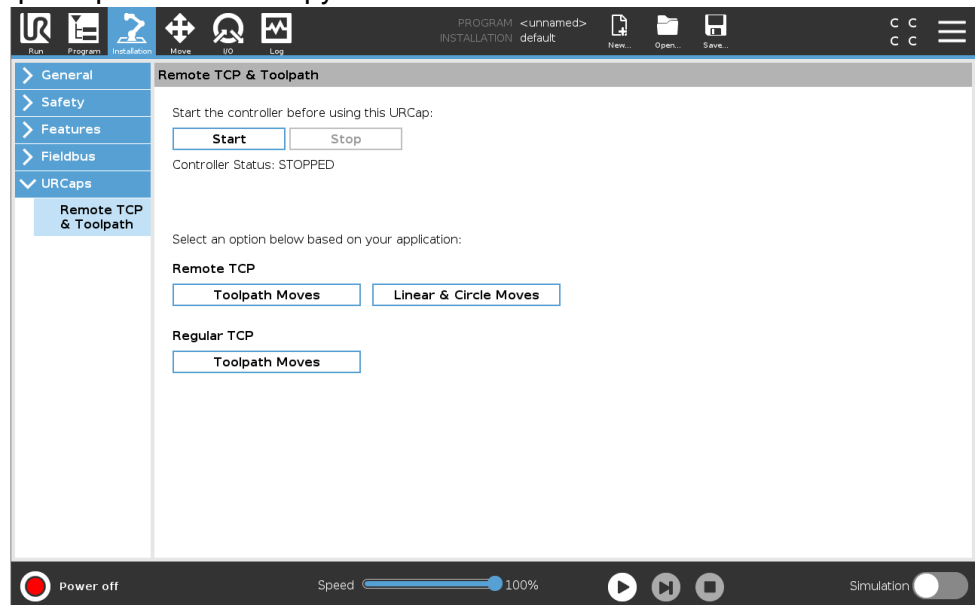 PROGRAM <unnamed>
INSTALLATION default
UR
Run
Program
Installation
Move
I/O
Log
New...
Open...
Save...
C C
C C
General
Safety
Features
Fieldbus
URCaps
Remote TCP
& Toolpath
Remote TCP & Toolpath
Start the controller before using this URCap:
Start
Stop
Controller Status: STOPPED
Select an option below based on your application:
Remote TCP
Toolpath Moves
Linear & Circle Moves
Regular TCP
Toolpath Moves
Power off
Speed
100%
Simulation